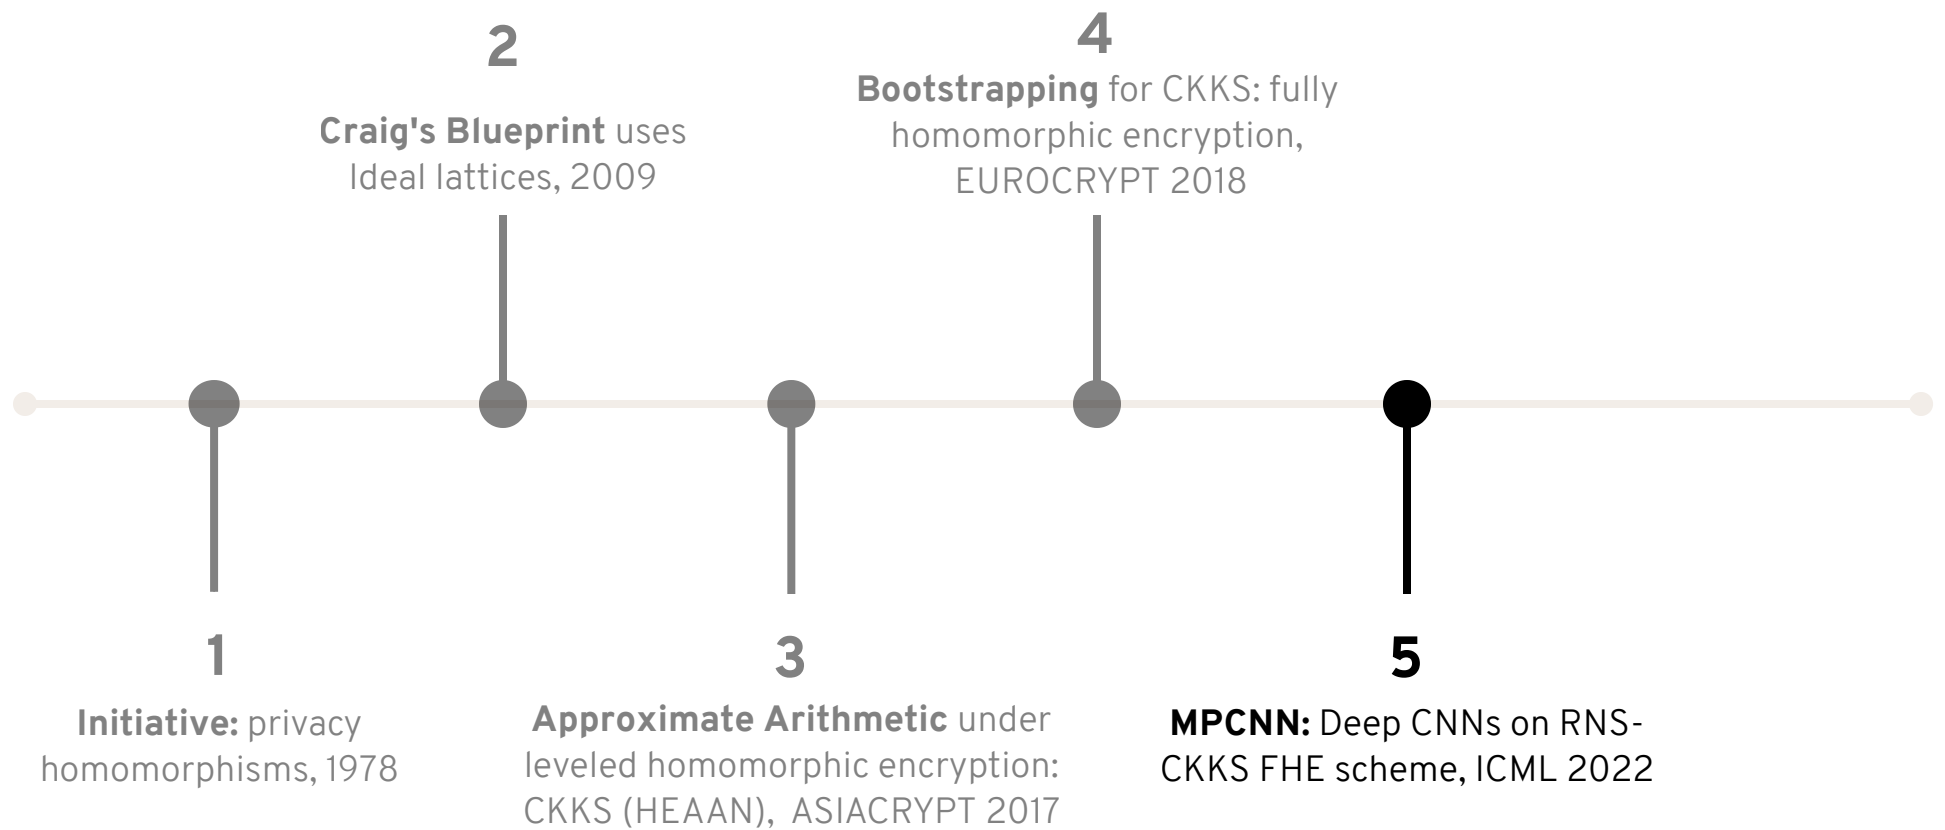 1
Initiative: privacy
homomorphisms, 1978
2
Craig's Blueprint uses
Ideal lattices, 2009
3
Approximate Arithmetic under
leveled homomorphic encryption:
CKKS (HEAAN), ASIACRYPT 2017
4
Bootstrapping for CKKS: fully
homomorphic encryption,
EUROCRYPT 2018
5
MPCNN: Deep CNNs on RNS-
CKKS FHE scheme, ICML 2022